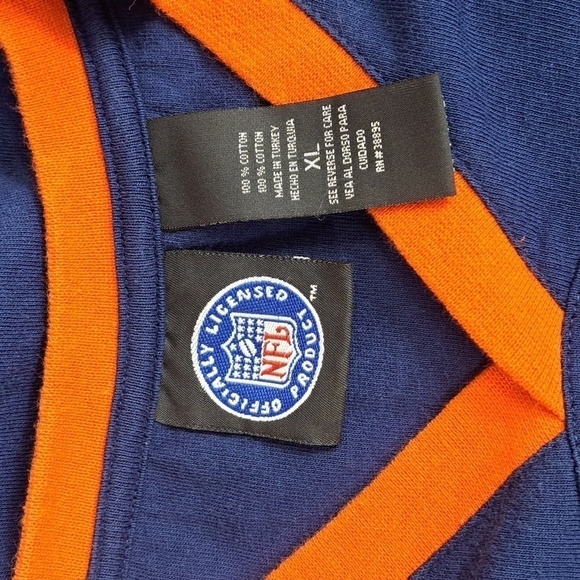 100 % COTTON
100 % COTTON
MADE IN TURKEY
HECHO EN TURQUIA
XL
SEE REVERSE FOR CARE
VEA AL DORSO PARA
CUIDADO
RN#38895
OFFICIALLY LICENSED PRODUCT
NFL
TM